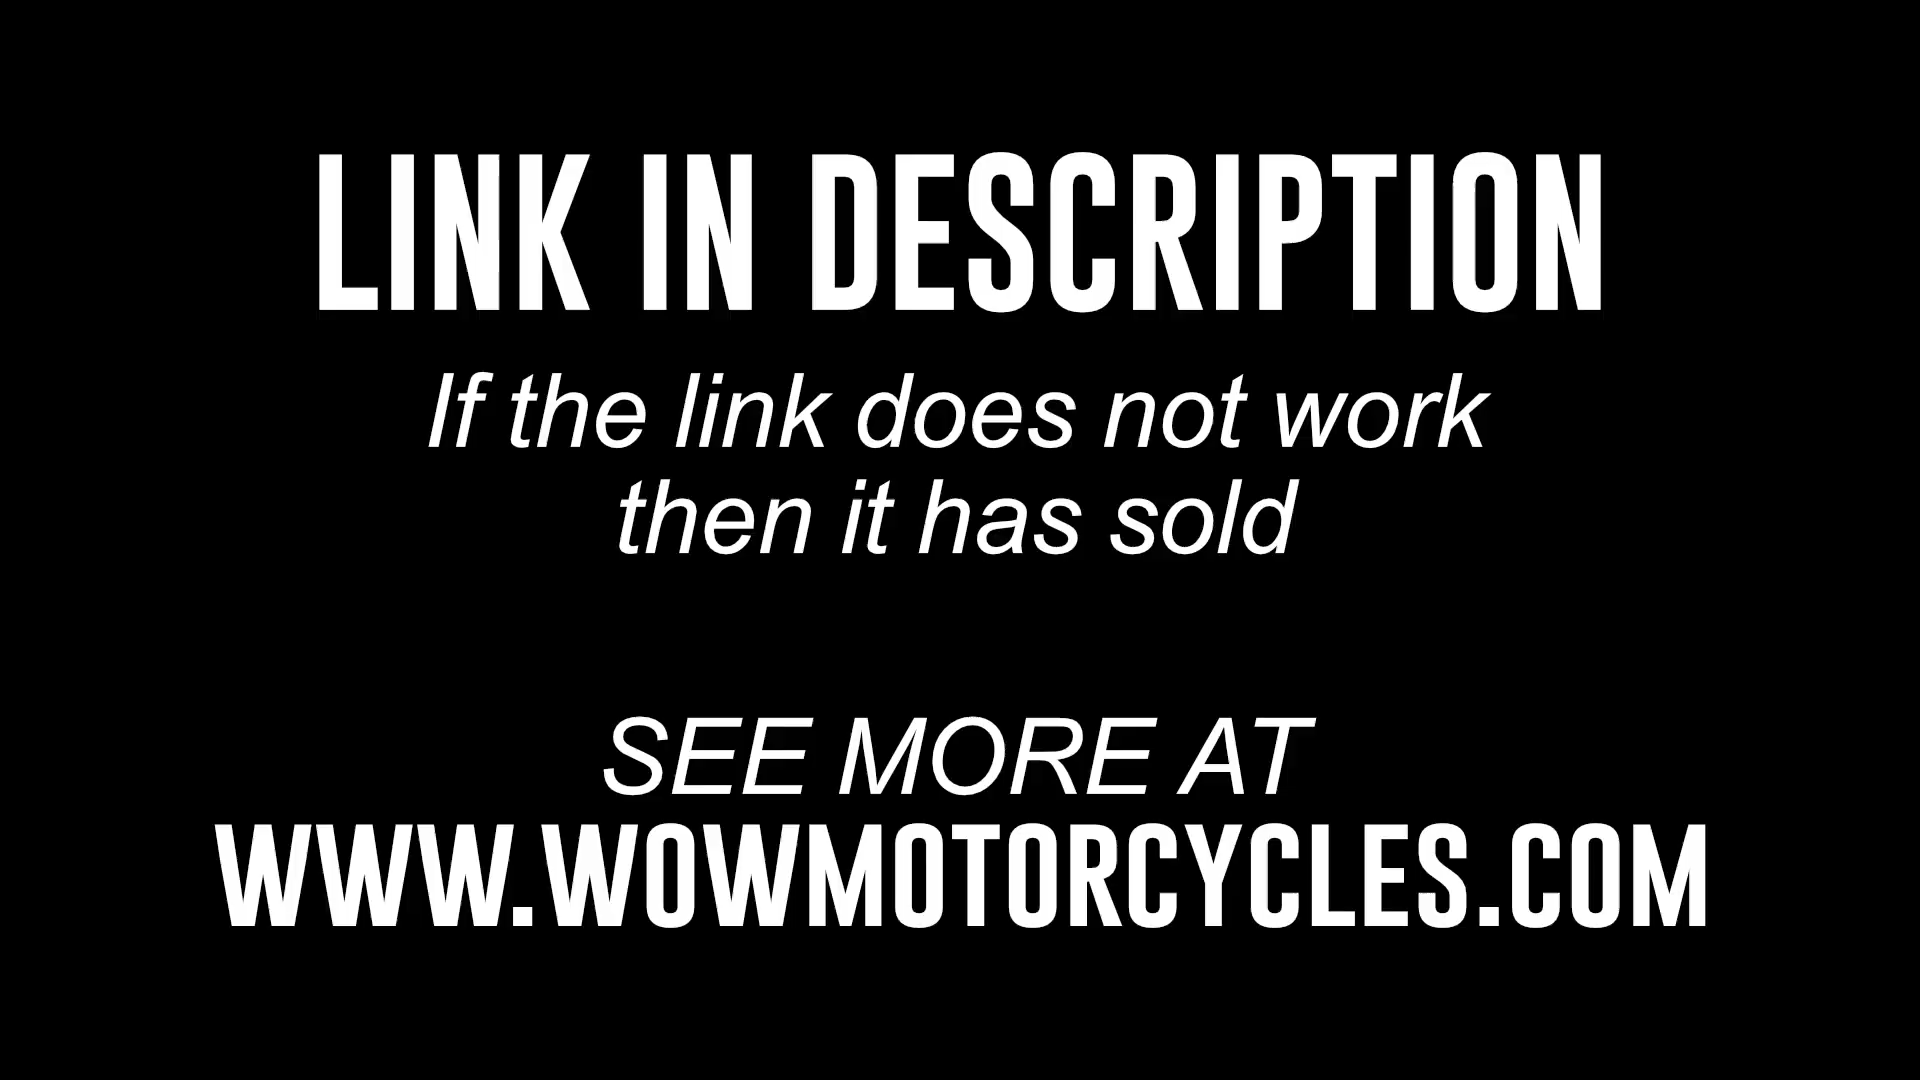 LINK IN DESCRIPTION
If the link does not work
then it has sold
SEE MORE AT
WWW.WOWMOTORCYCLES.COM